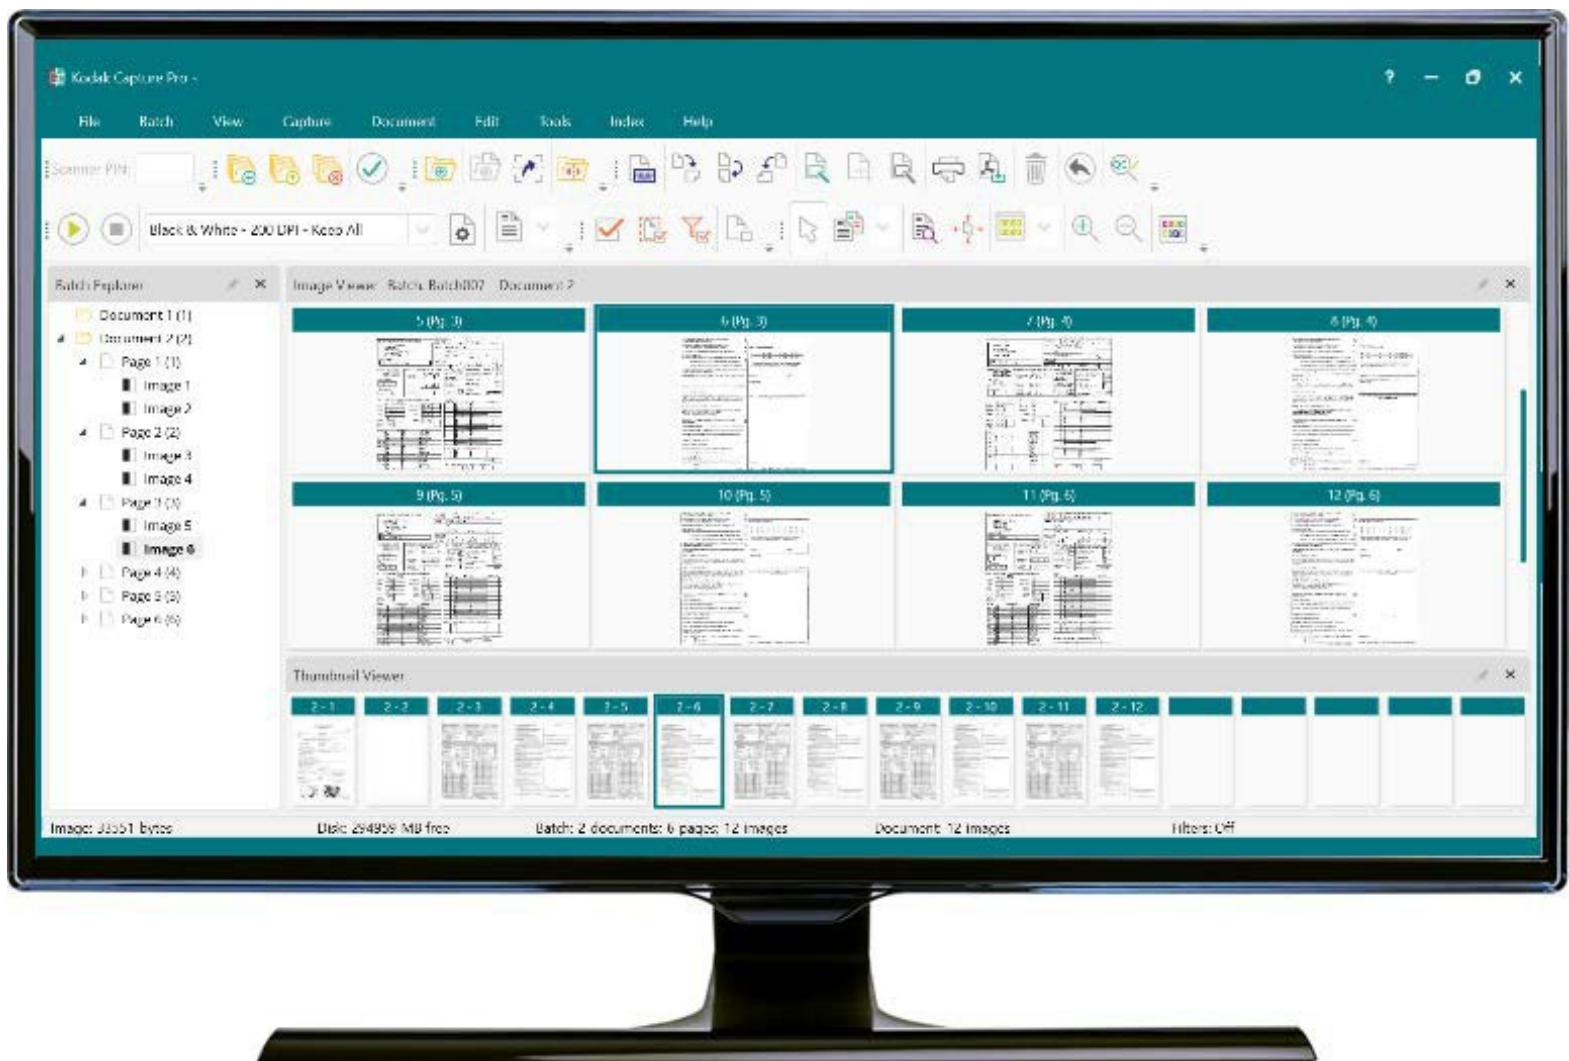 Kodak Capture Pro -
File Batch View Capture Document Edit Tools Index Help
Scanner PIN:
Black & White - 200 DPI - Keep All
Batch Explorer
Document 1 (1)
Document 2 (2)
Page 1 (1)
Image 1
Image 2
Page 2 (2)
Image 3
Image 4
Page 3 (3)
Image 5
Image 6
Page 4 (4)
Page 5 (5)
Page 6 (6)
Image Viewer Batch: Batch007 Document 2
5 (Pg. 3) 6 (Pg. 3) 7 (Pg. 4) 8 (Pg. 4)
9 (Pg. 5) 10 (Pg. 5) 11 (Pg. 6) 12 (Pg. 6)
Thumbnail Viewer
2 - 1 2 - 2 2 - 3 2 - 4 2 - 5 2 - 6 2 - 7 2 - 8 2 - 9 2 - 10 2 - 11 2 - 12
Image: 33551 bytes Disk: 294959 MB free Batch: 2 documents: 6 pages: 12 images Document: 12 images Filters: Off